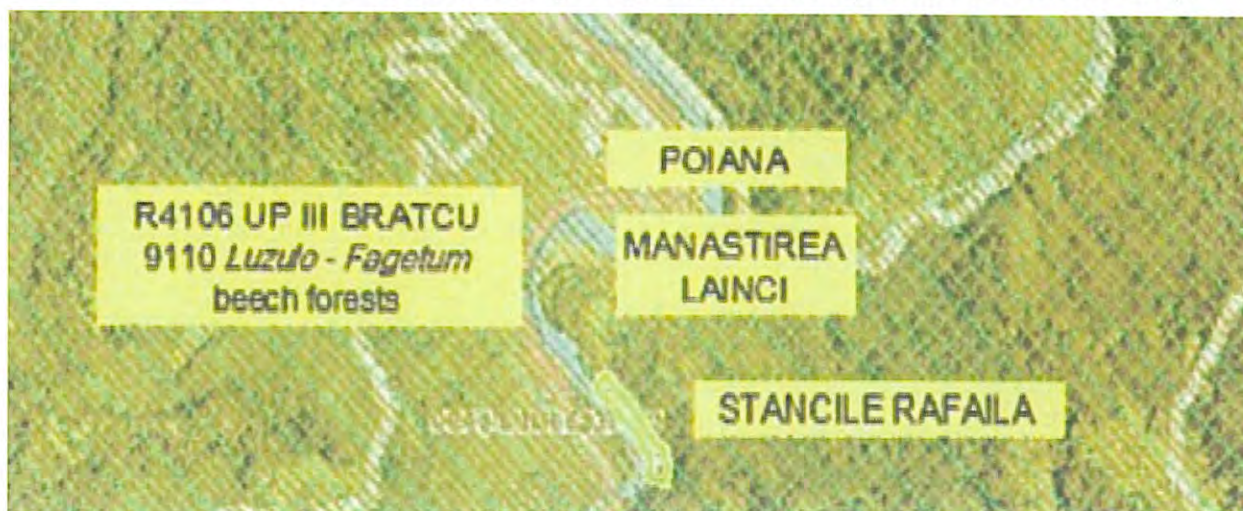 POIANA
R4106 UP III BRATCU
9110 Luzulo - Fagetum
beech forests
MANASTIREA
LAINCI
STANCILE RAFAILA